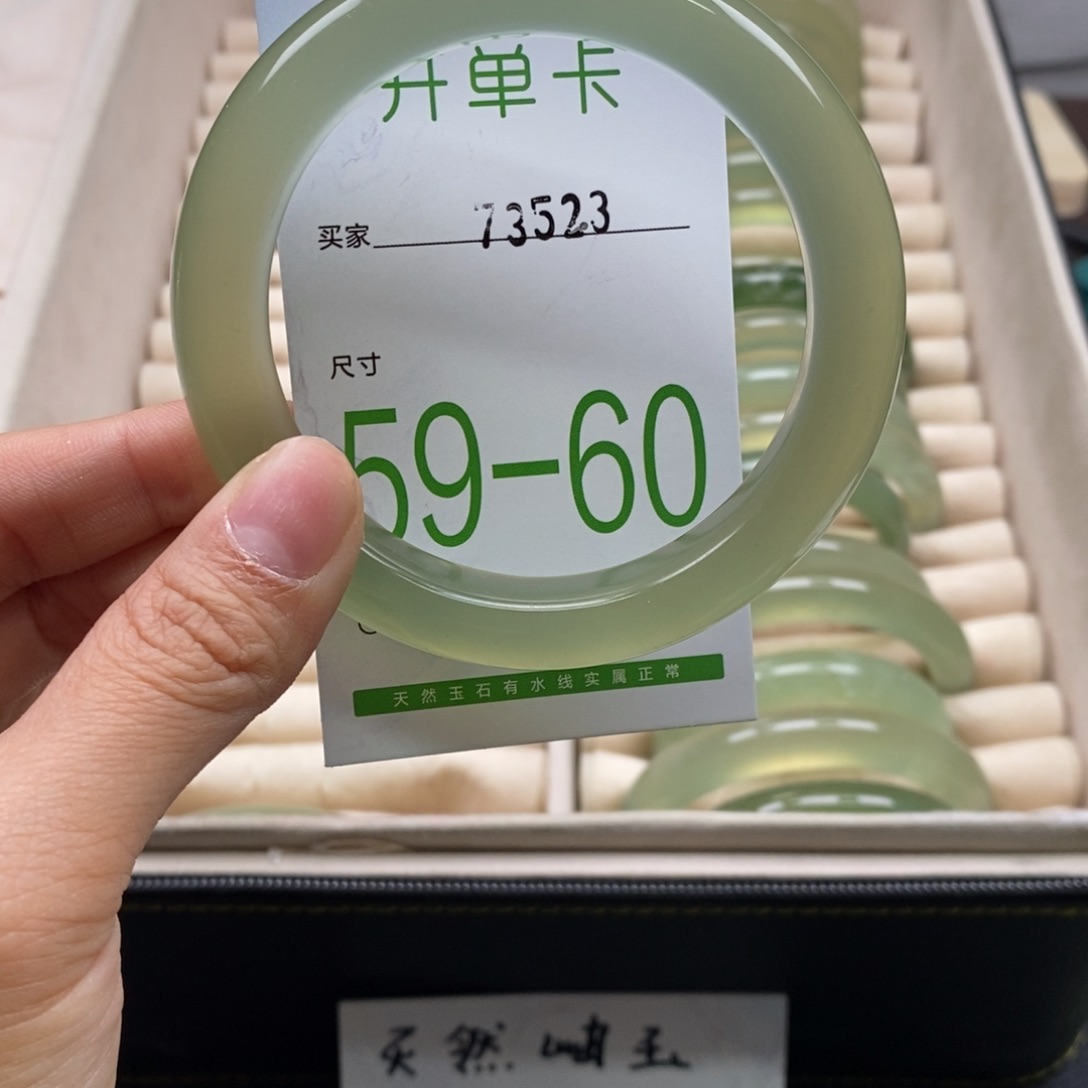 开单卡
买家 73523
尺寸
59-60
天然玉石有水线实属正常
天然岫玉